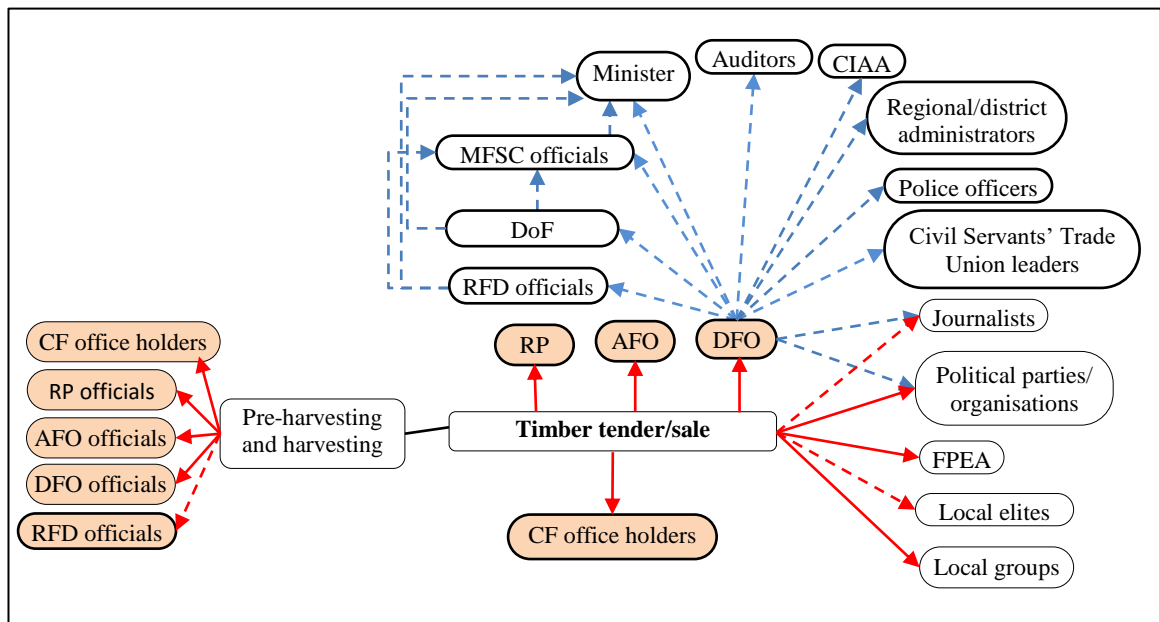 Minister
Auditors
CIAA
Regional/district
administrators
MFSC officials
Police officers
DoF
Civil Servants’ Trade
Union leaders
RFD officials
Journalists
CF office holders
RP
AFO
DFO
RP officials
Political parties/
organisations
Pre-harvesting
and harvesting
Timber tender/sale
AFO officials
FPEA
DFO officials
Local elites
RFD officials
CF office holders
Local groups